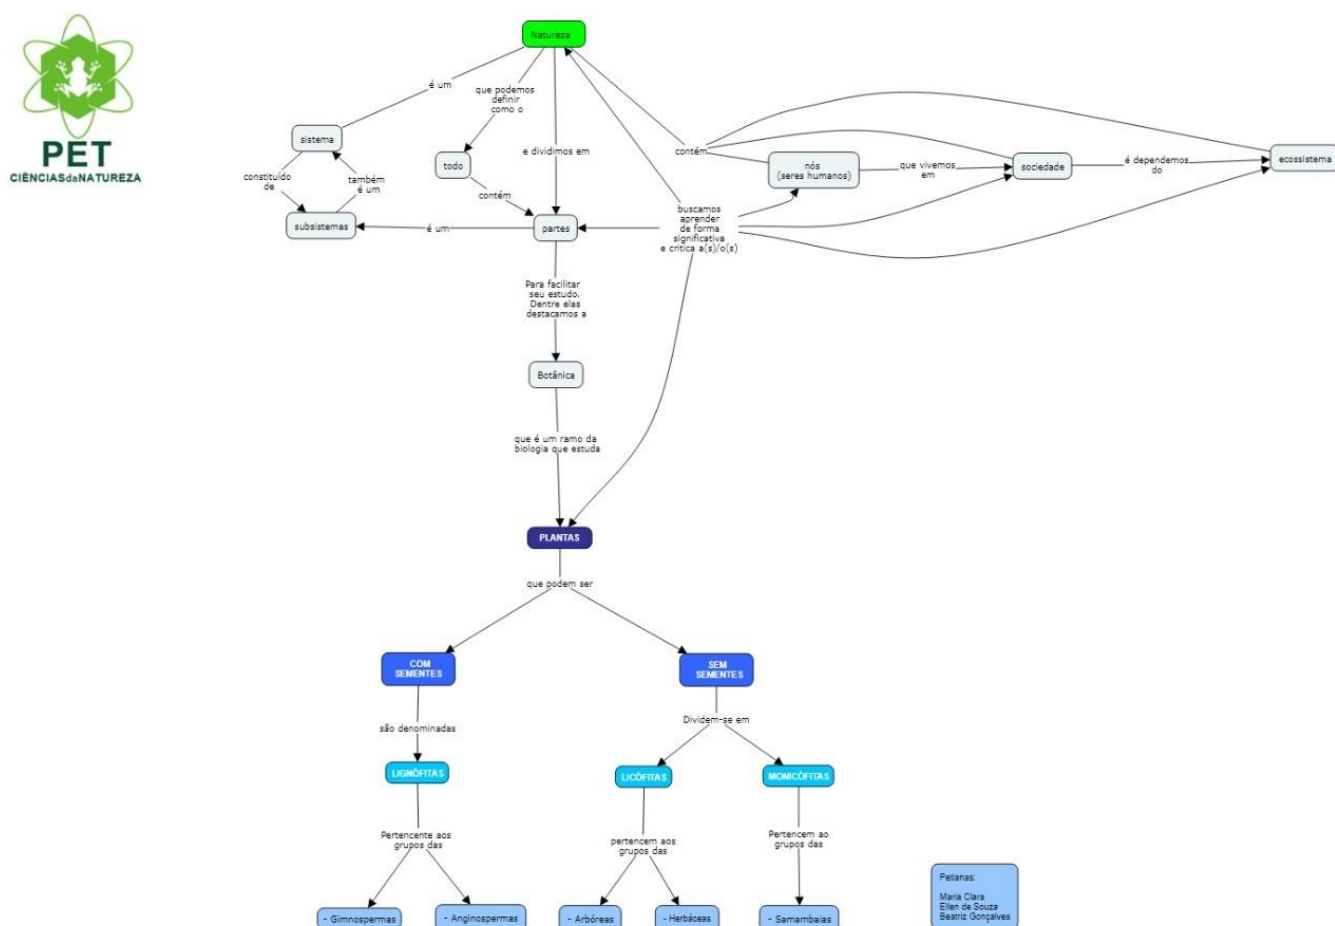 PET
CIÊNCIASdaNATUREZA
Natureza
é um
que podemos
definir
como o
e dividimos em
contém
sistema
todo
nós
(seres humanos)
que vivemos
em
sociedade
é dependemos
do
ecossistema
constituído
de
também
é um
contém
subsistemas
é um
partes
buscamos
aprender
de forma
significativa
e critica a(s)/o(s)
Para facilitar
seu estudo.
Dentre elas
destacamos a
Botânica
que é um ramo da
biologia que estuda
PLANTAS
que podem ser
COM
SEMENTES
SEM
SEMENTES
são denominadas
Dividem-se em
LIGNÓFITAS
LICÓFITAS
MONICÓFITAS
Pertencente aos
grupos das
pertencem aos
grupos das
Pertencem ao
grupos das
- Gimnospermas
- Anginospermas
- Arbóreas
- Herbáceas
- Samambaias
Petianas:
Maria Clara
Ellen de Souza
Beatriz Gonçalves